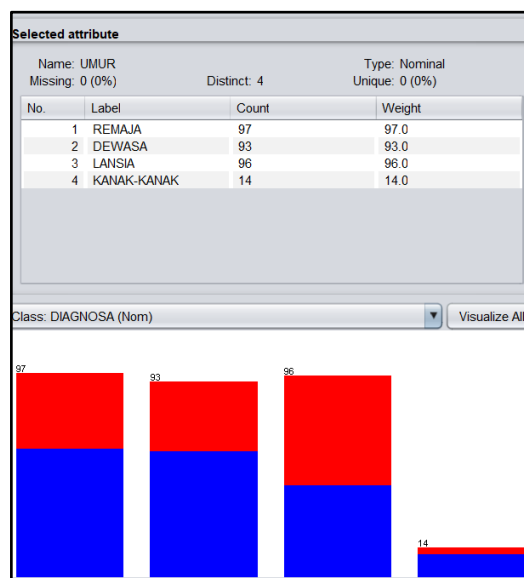 Selected attribute
Name: UMUR Type: Nominal
Missing: 0 (0%) Distinct: 4 Unique: 0 (0%)
No. Label Count Weight
1 REMAJA 97 97.0
2 DEWASA 93 93.0
3 LANSIA 96 96.0
4 KANAK-KANAK 14 14.0
Class: DIAGNOSA (Nom) Visualize All
97 93 96 14